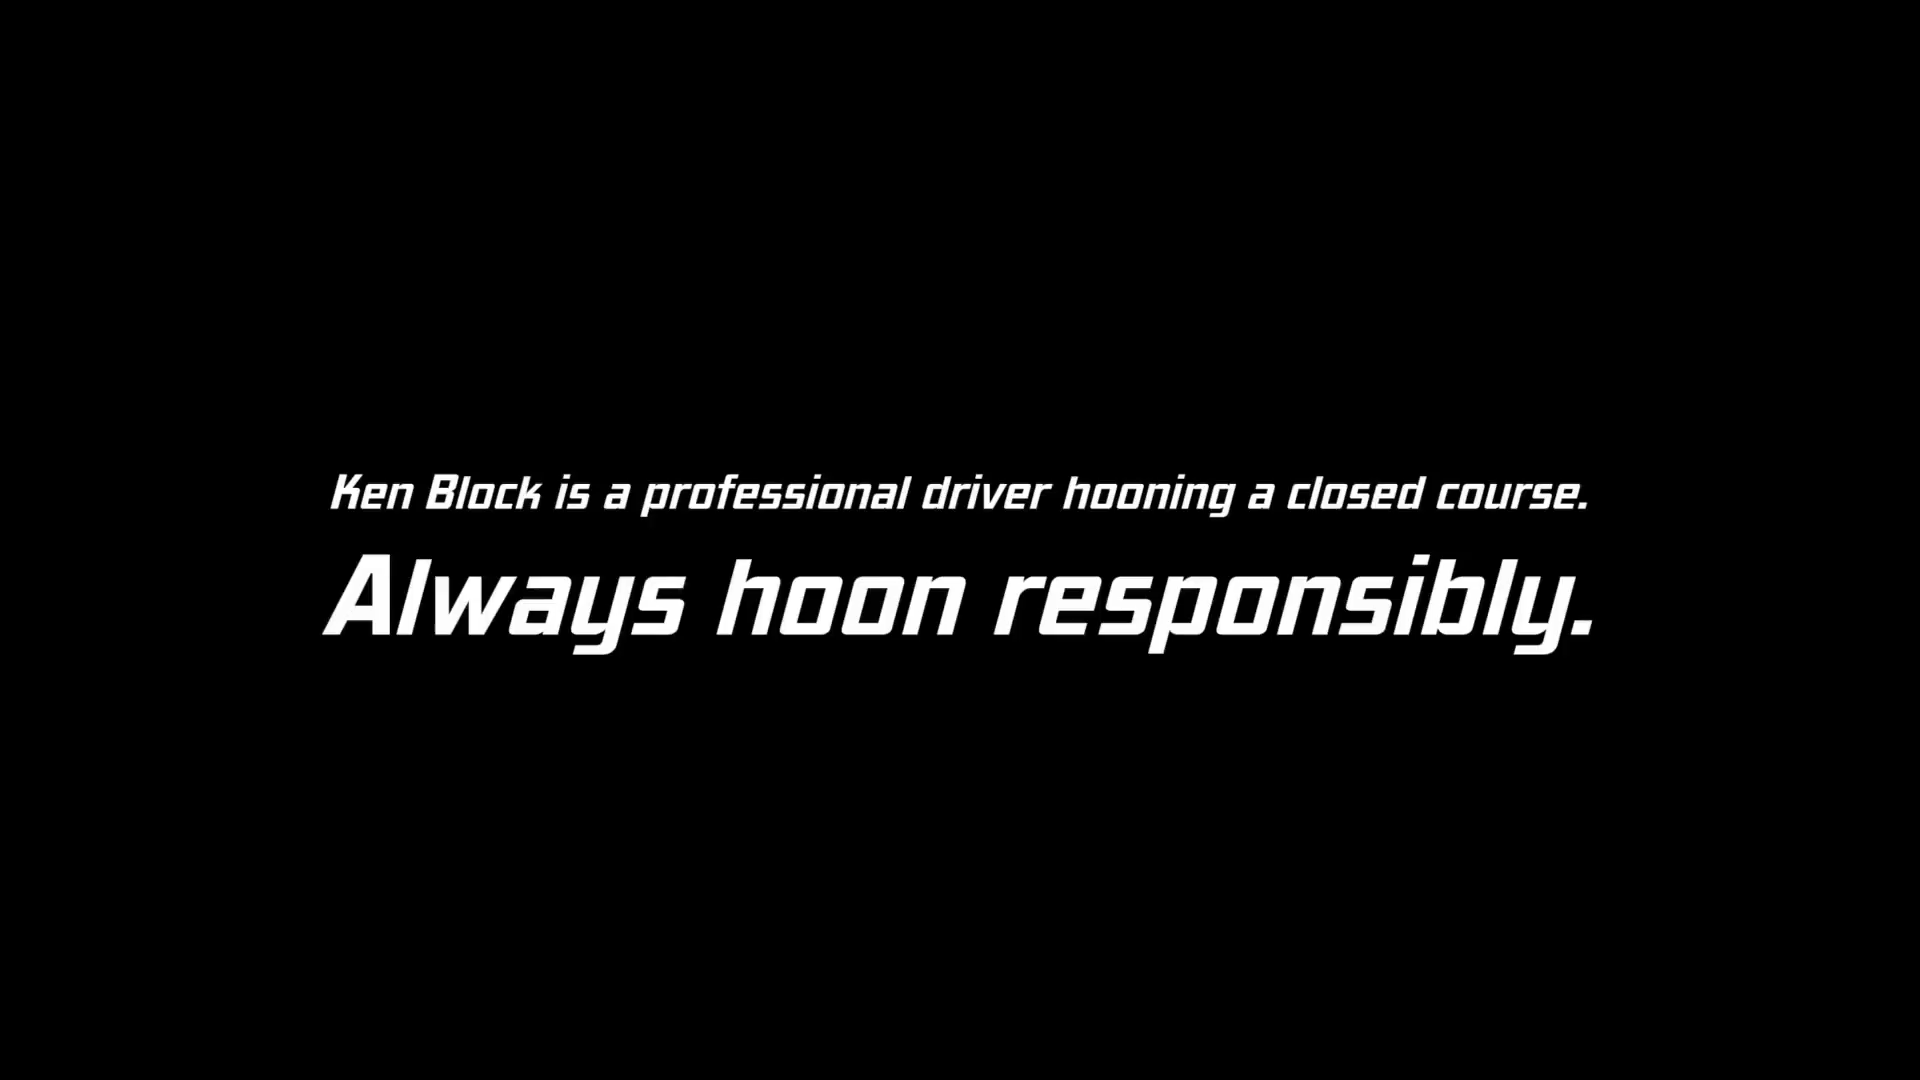 Ken Block is a professional driver hooning a closed course.
Always hoon responsibly.